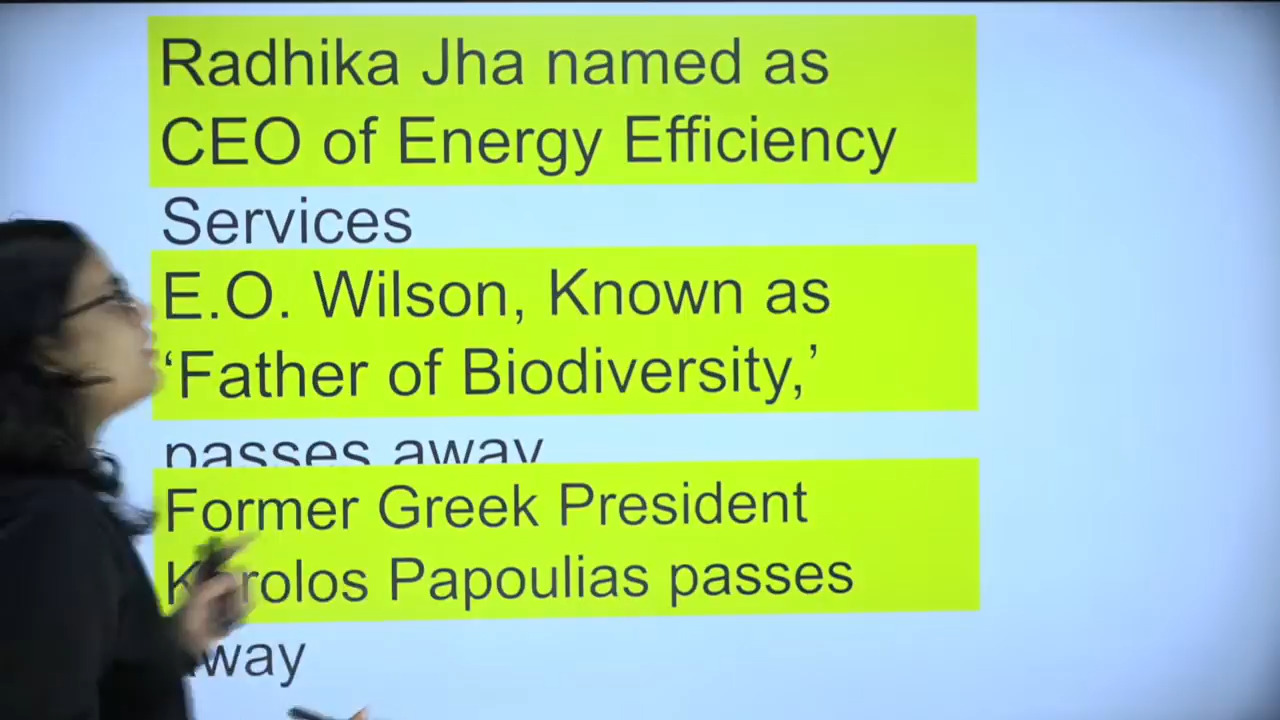 Radhika Jha named as
CEO of Energy Efficiency
Services
E.O. Wilson, Known as
‘Father of Biodiversity,’
passes away
Former Greek President
Papoulias passes